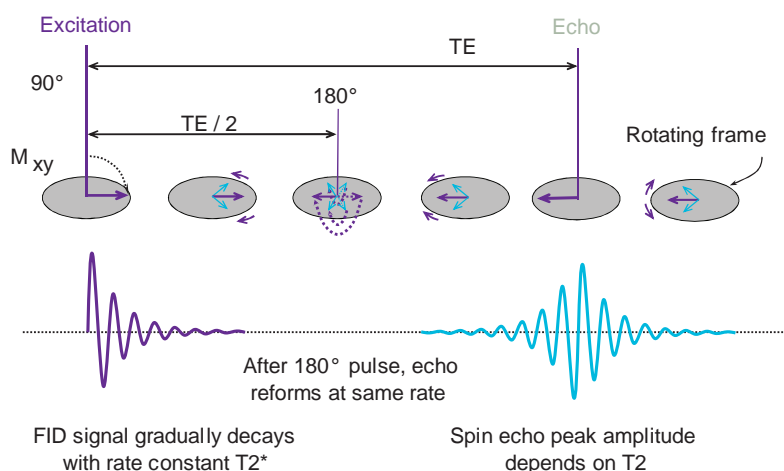 Excitation
Echo
TE
90°
180°
TE / 2
Rotating frame
M xy
After 180° pulse, echo
reforms at same rate
FID signal gradually decays
with rate constant T2*
Spin echo peak amplitude
depends on T2